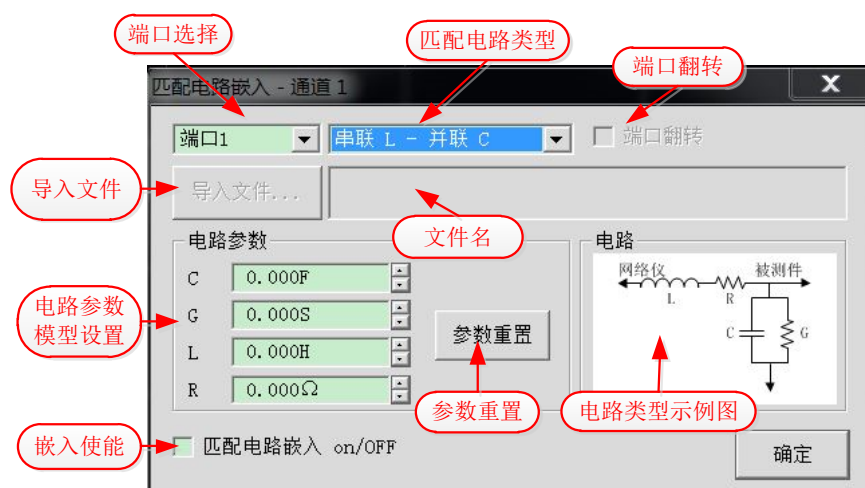 端口选择
匹配电路类型
端口翻转
匹配电路嵌入 - 通道 1
X
端口1
串联 L - 并联 C
端口翻转
导入文件
导入文件...
文件名
电路参数
电路
C 0.000F
G 0.000S
L 0.000H
R 0.000Ω
电路参数
模型设置
参数重置
参数重置
网络仪
被测件
L
R
C
G
电路类型示例图
嵌入使能
匹配电路嵌入 on/OFF
确定